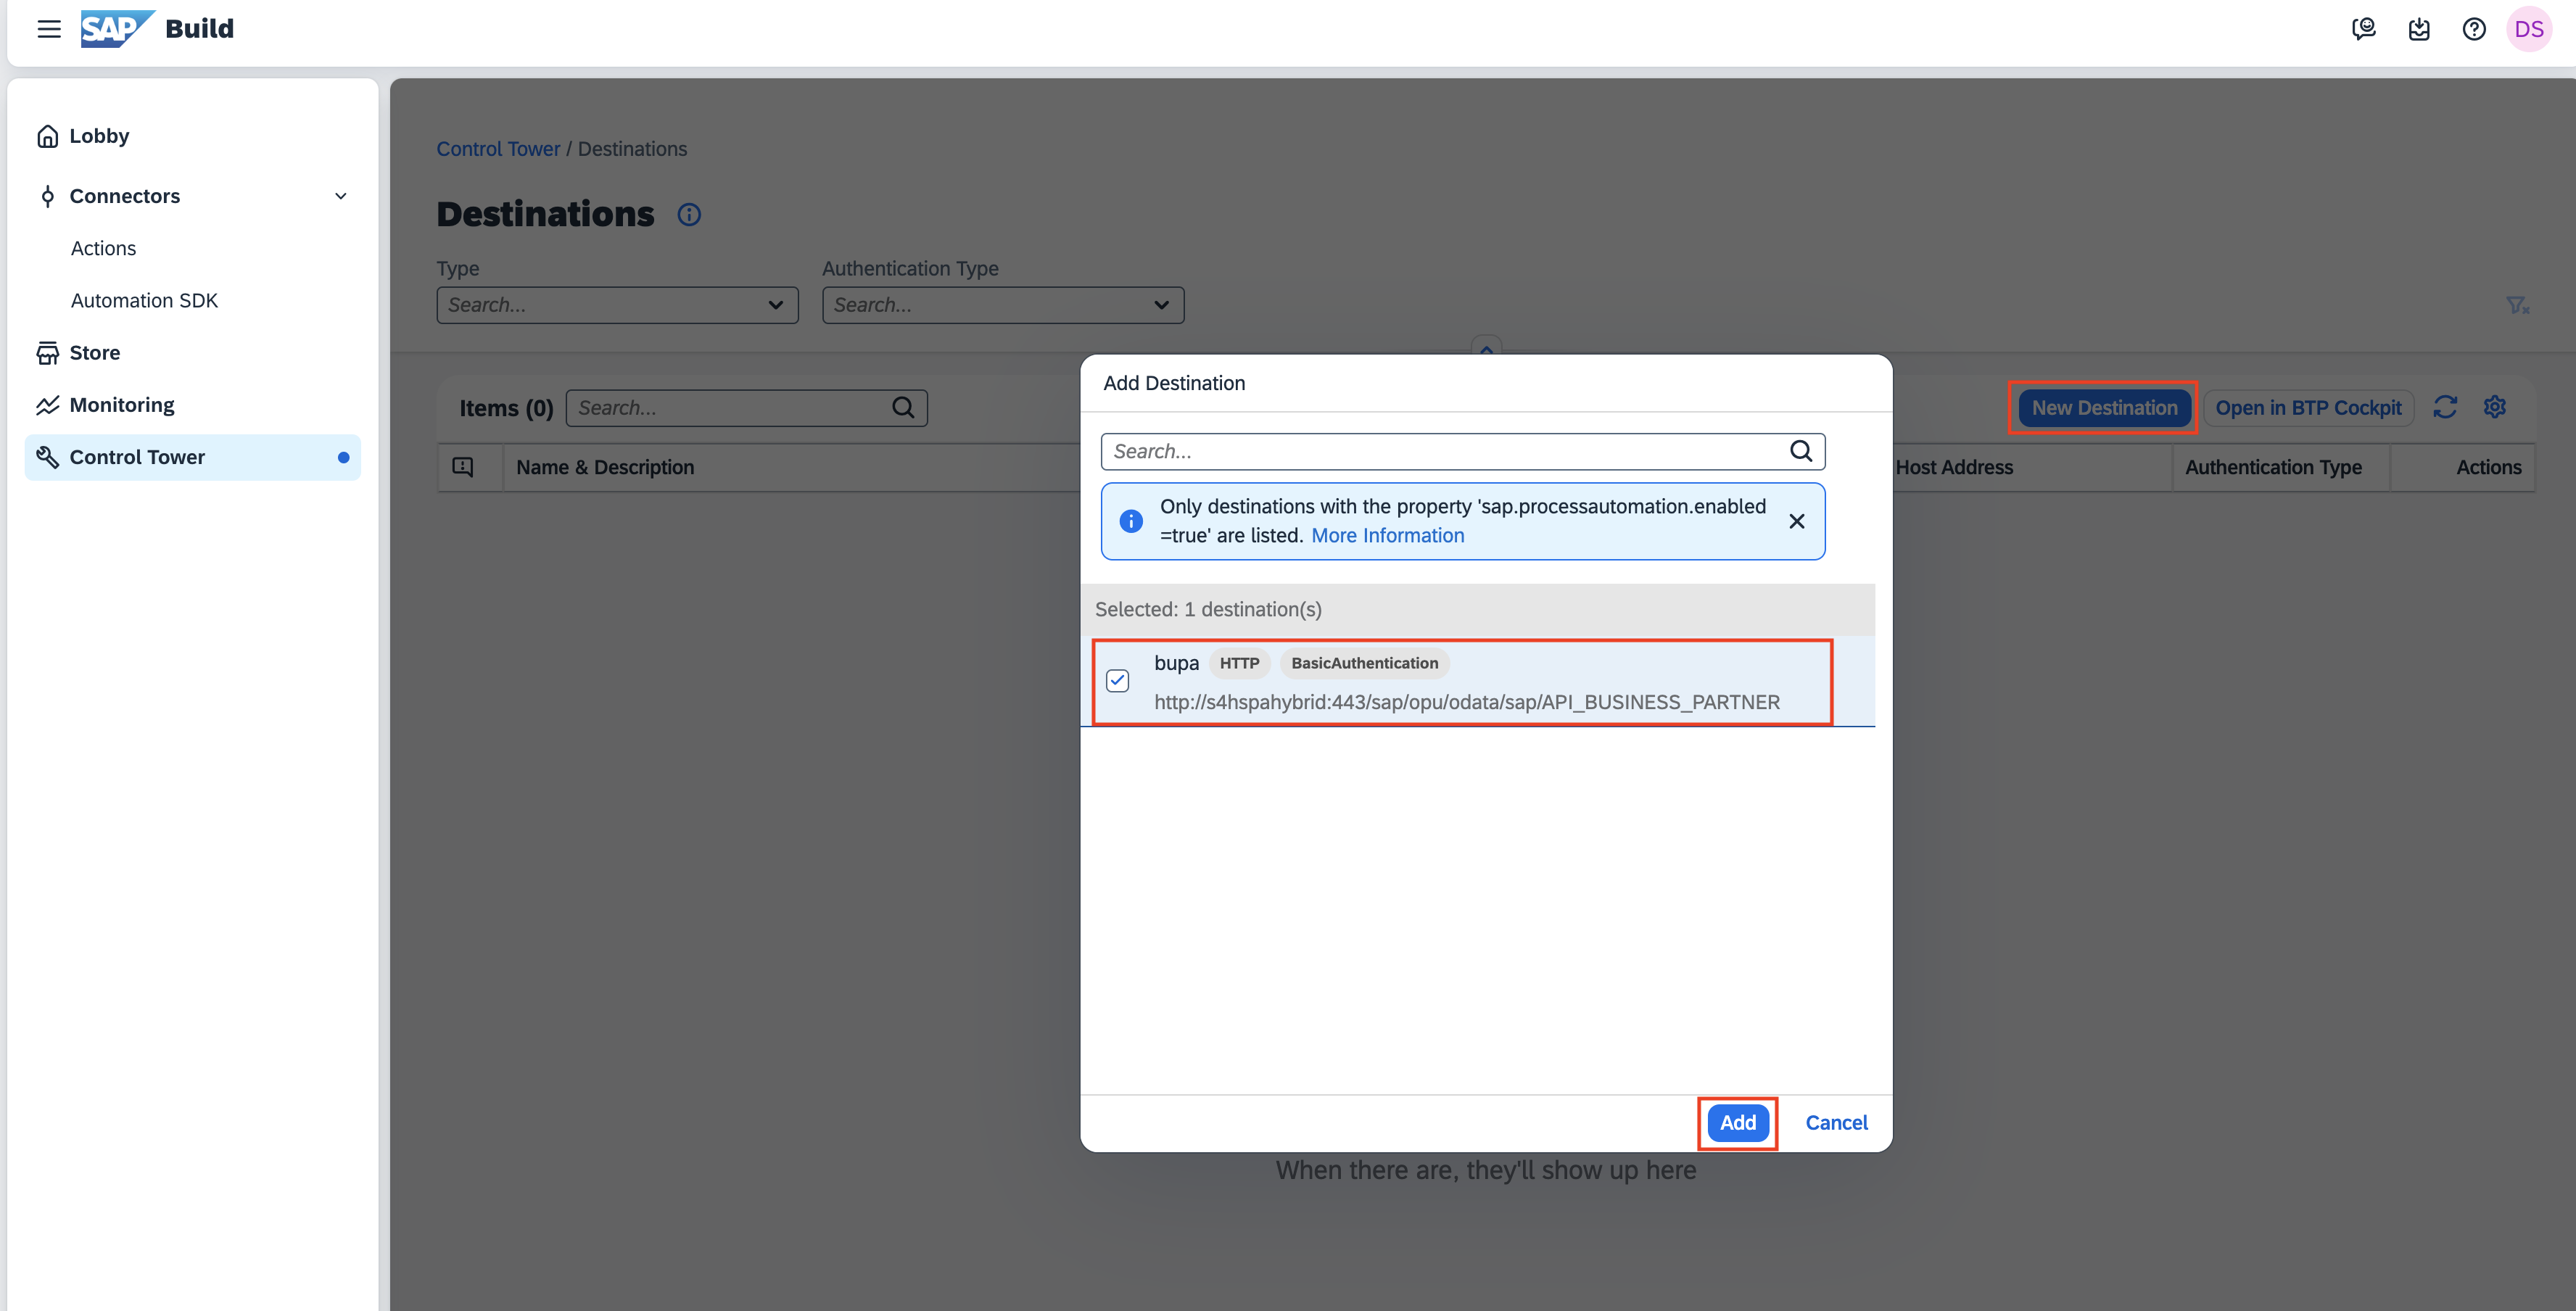 SAP Build
DS
Lobby
Connectors
Actions
Automation SDK
Store
Monitoring
Control Tower
Control Tower / Destinations
Destinations
Type
Authentication Type
Search...
Search...
Items (0)
Search...
New Destination
Open in BTP Cockpit
Name & Description
Host Address
Authentication Type
Actions
Add Destination
Search...
Only destinations with the property 'sap.processautomation.enabled
=true' are listed. More Information
Selected: 1 destination(s)
bupa HTTP BasicAuthentication
http://s4hspahybrid:443/sap/opu/odata/sap/API_BUSINESS_PARTNER
Add
Cancel
When there are, they'll show up here